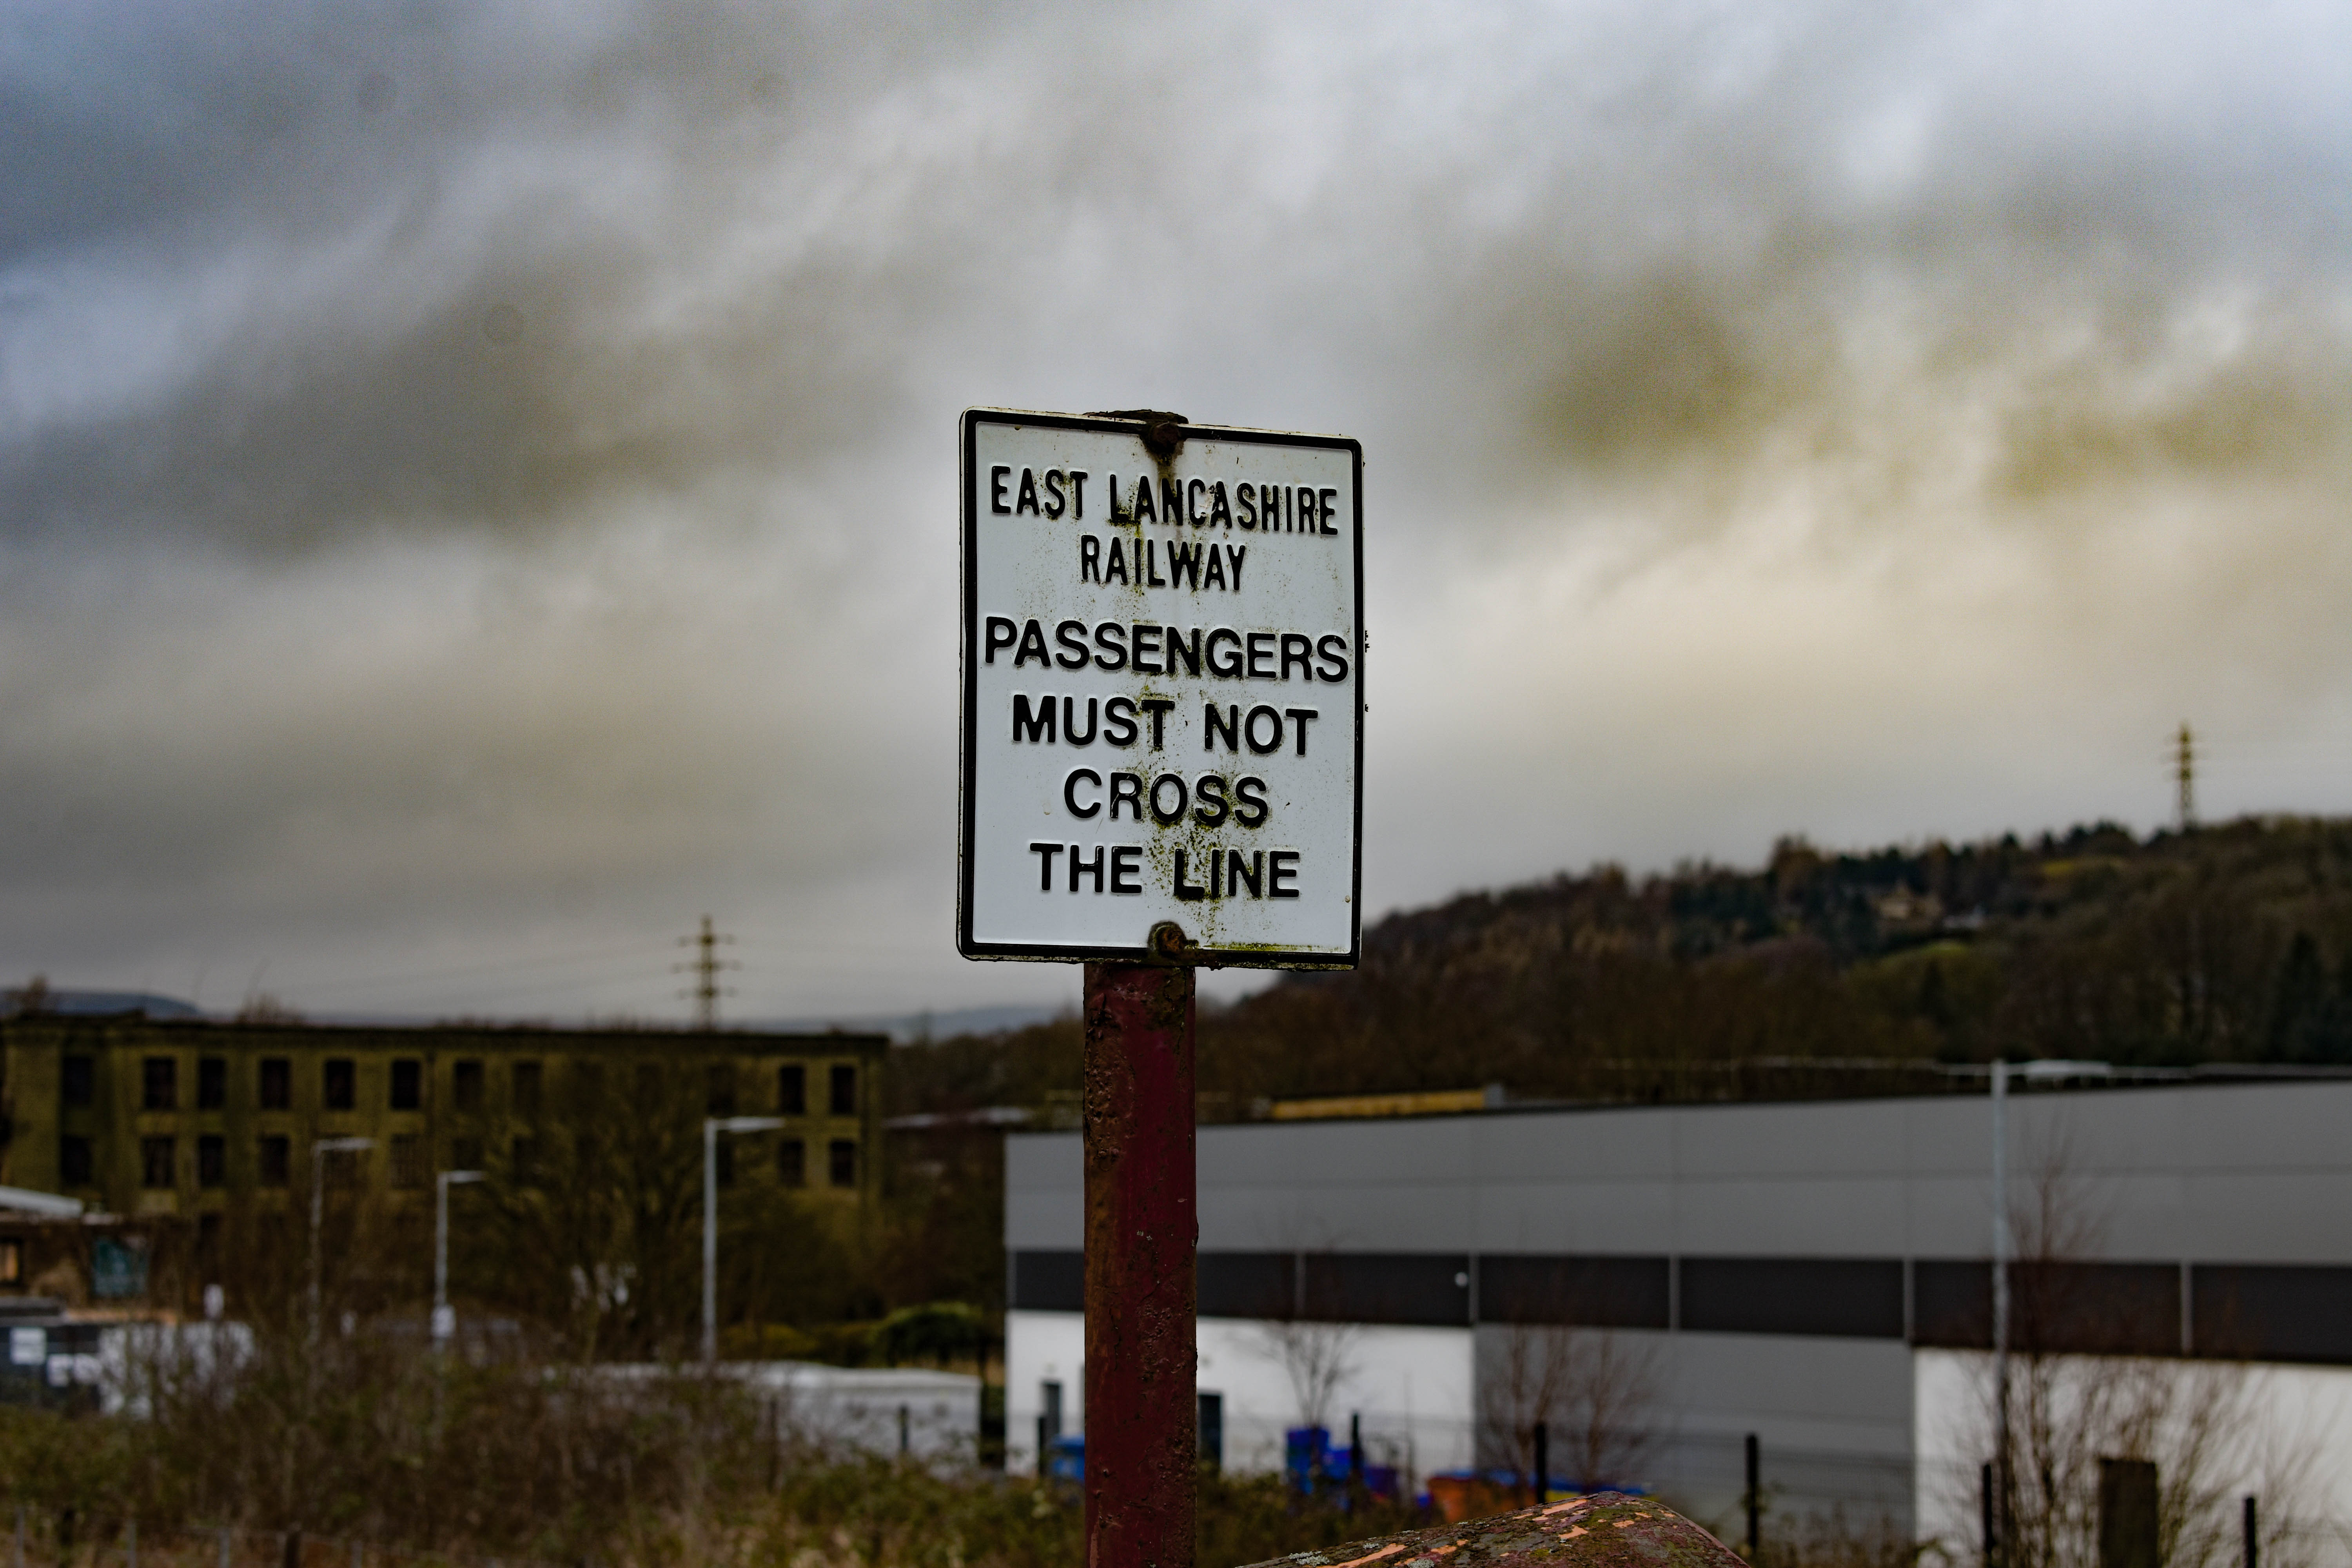 EAST LANCASHIRE
RAILWAY
PASSENGERS
MUST NOT
CROSS
THE LINE